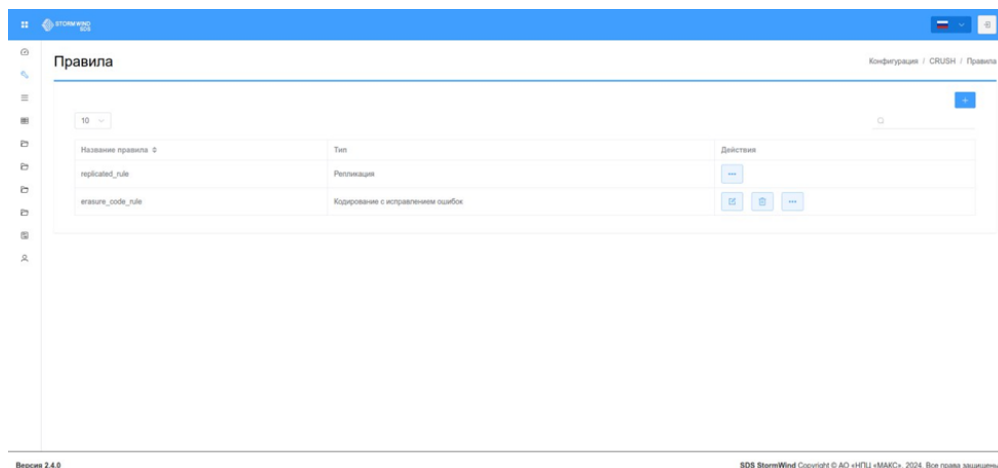 STORMWIND
SDS
Правила
Конфигурация / CRUSH / Правила
10
Название правила
Тип
Действия
replicated_rule
Репликация
erasure_code_rule
Кодирование с исправлением ошибок
Версия 2.4.0
SDS StormWind Copyright © АО «НПЦ «МАКС», 2024. Все права защищены